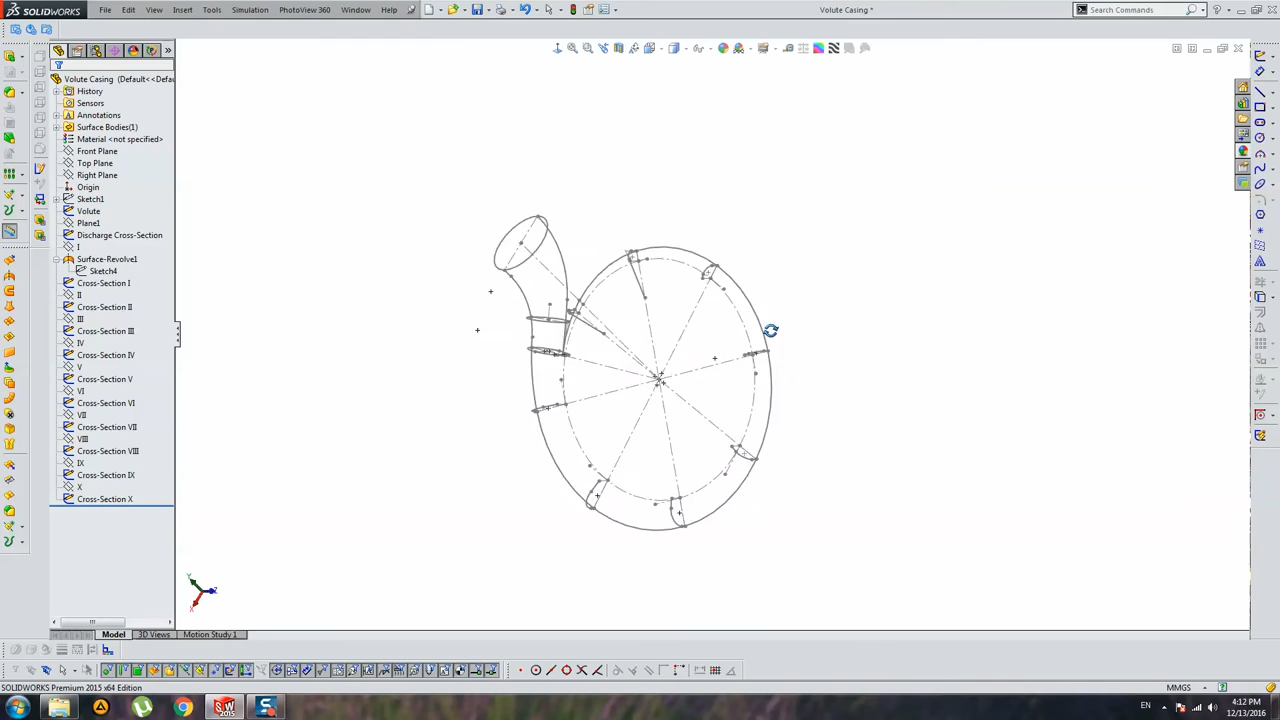 SOLIDWORKS
File Edit View Insert Tools Simulation PhotoView 360 Window Help
Volute Casing *
Search Commands
Volute Casing (Default<<Defau
History
Sensors
Annotations
Surface Bodies(1)
Material <not specified>
Front Plane
Top Plane
Right Plane
Origin
Sketch1
Volute
Plane1
Discharge Cross-Section
I
Surface-Revolve1
Sketch4
Cross-Section I
II
Cross-Section II
III
Cross-Section III
IV
Cross-Section IV
V
Cross-Section V
VI
Cross-Section VI
VII
Cross-Section VII
VIII
Cross-Section VIII
IX
Cross-Section IX
X
Cross-Section X
Y
Z
X
Model 3D Views Motion Study 1
SOLIDWORKS Premium 2015 x64 Edition
MMGS
EN
4:12 PM
12/13/2016